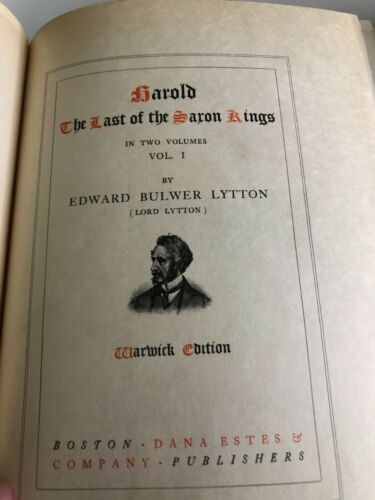 Harold
The Last of the Saxon Kings
IN TWO VOLUMES
VOL. I
BY
EDWARD BULWER LYTTON
(LORD LYTTON)
Warwick Edition
BOSTON · DANA ESTES &
COMPANY · PUBLISHERS